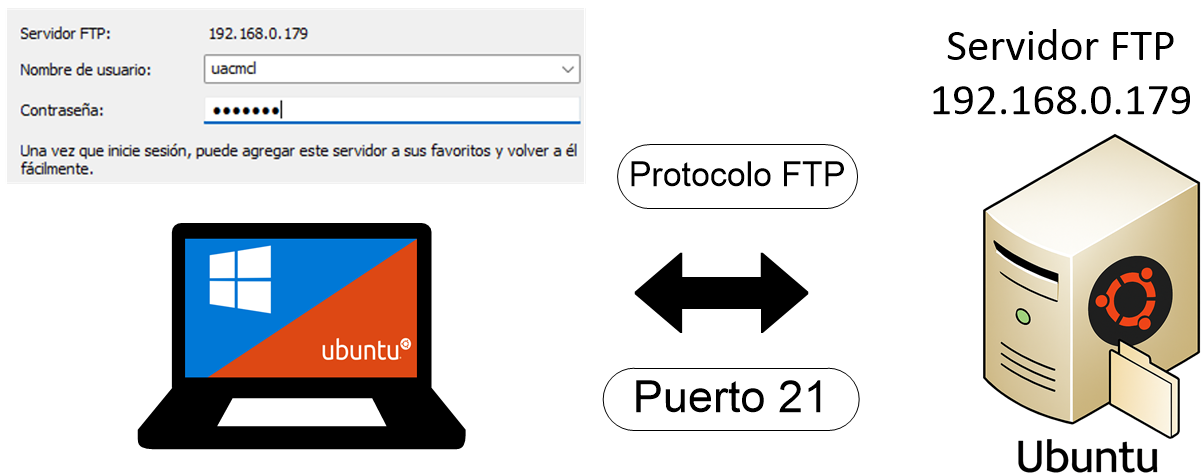 Servidor FTP: 192.168.0.179
Nombre de usuario: uacmcl
Contraseña: •••••••
Una vez que inicie sesión, puede agregar este servidor a sus favoritos y volver a él
fácilmente.
Servidor FTP
192.168.0.179
Protocolo FTP
ubuntu
Puerto 21
Ubuntu